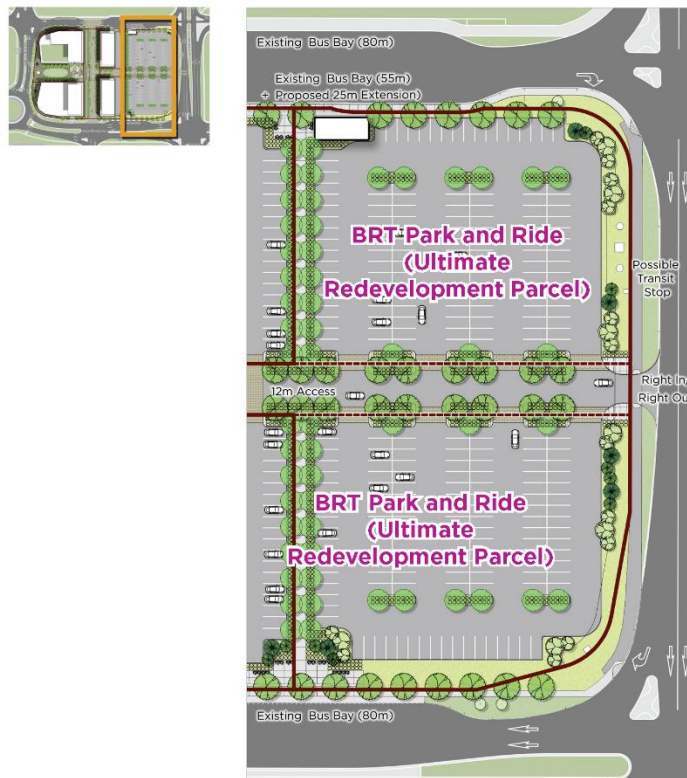 Existing Bus Bay (80m)
Existing Bus Bay (55m)
+ Proposed 25m Extension)
BRT Park and Ride
(Ultimate
Redevelopment Parcel)
Possible
Transit
Stop
12m Access
Right In,
Right Ou
BRT Park and Ride
(Ultimate
Redevelopment Parcel)
Existing Bus Bay (80m)